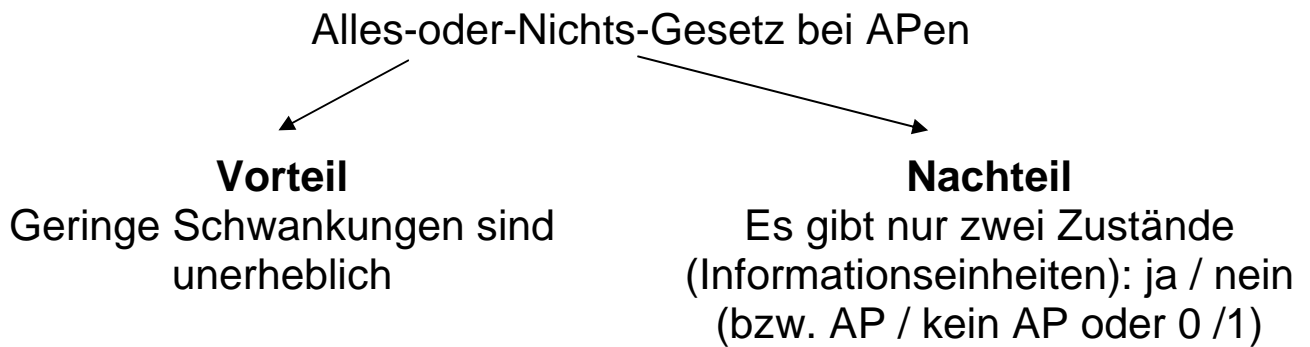 Alles-oder-Nichts-Gesetz bei APen
Vorteil
Geringe Schwankungen sind
unerheblich
Nachteil
Es gibt nur zwei Zustände
(Informationseinheiten): ja / nein
(bzw. AP / kein AP oder 0 /1)